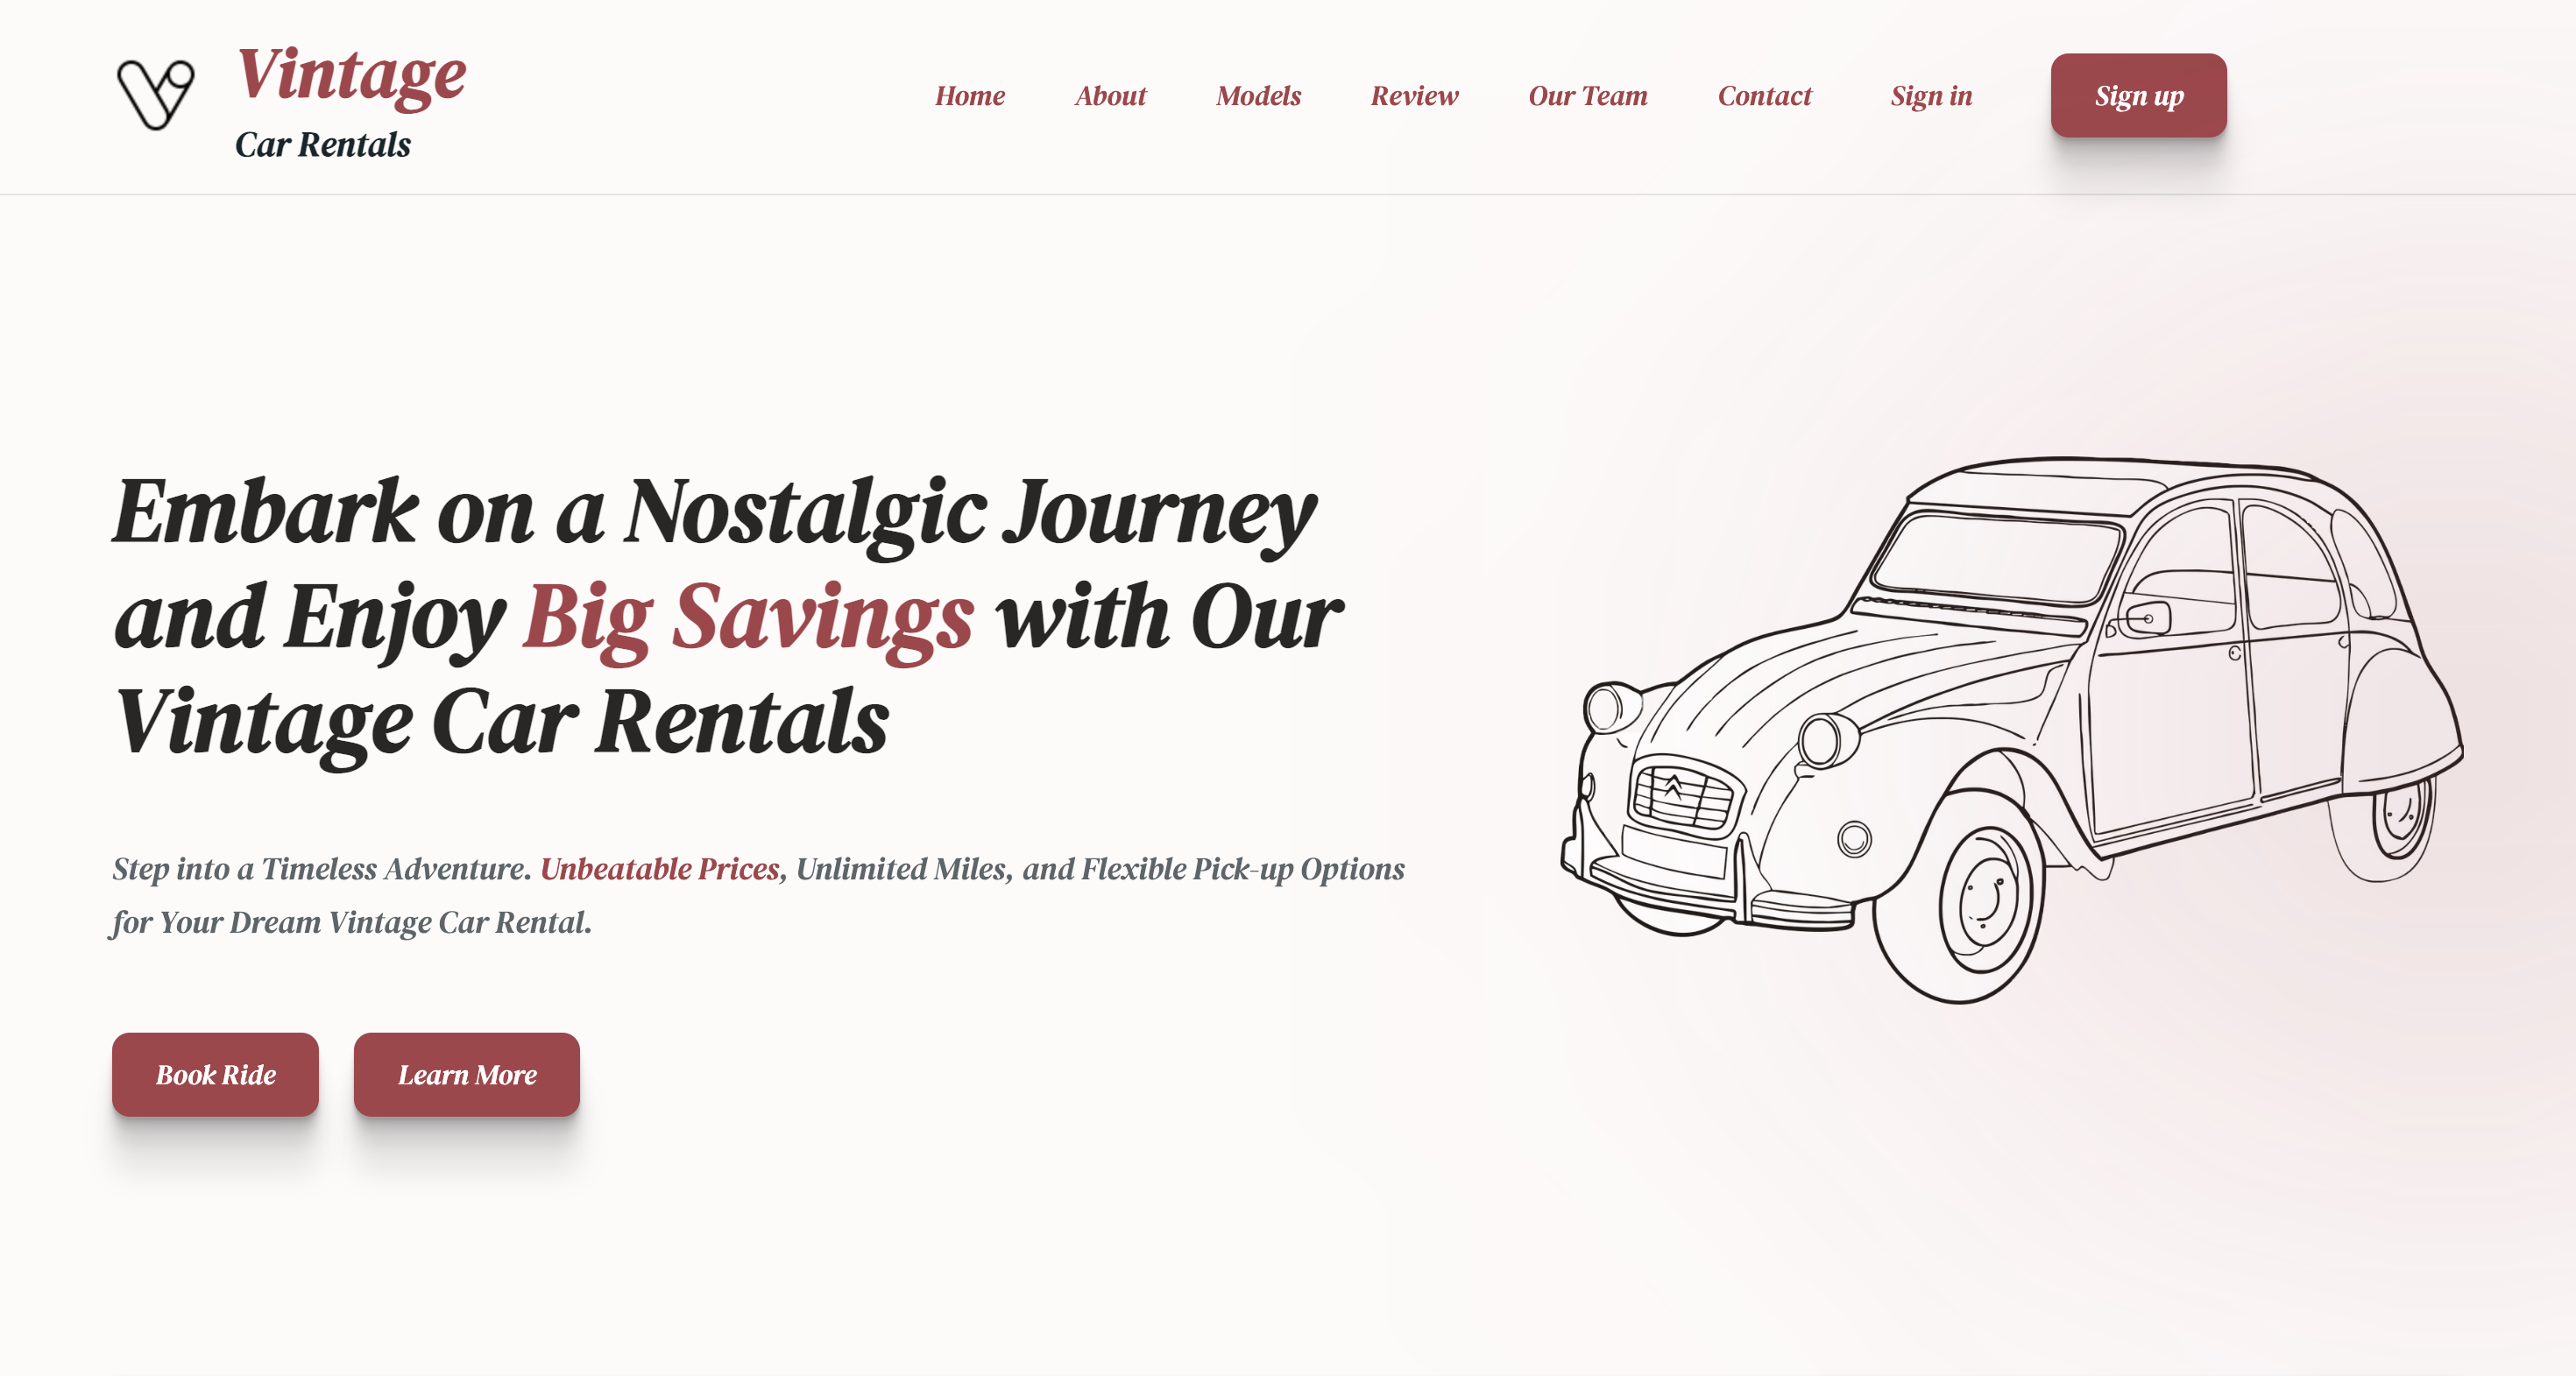 Vintage
Car Rentals
Home About Models Review Our Team Contact Sign in Sign up
Embark on a Nostalgic Journey
and Enjoy Big Savings with Our
Vintage Car Rentals
Step into a Timeless Adventure. Unbeatable Prices, Unlimited Miles, and Flexible Pick-up Options
for Your Dream Vintage Car Rental.
Book Ride Learn More